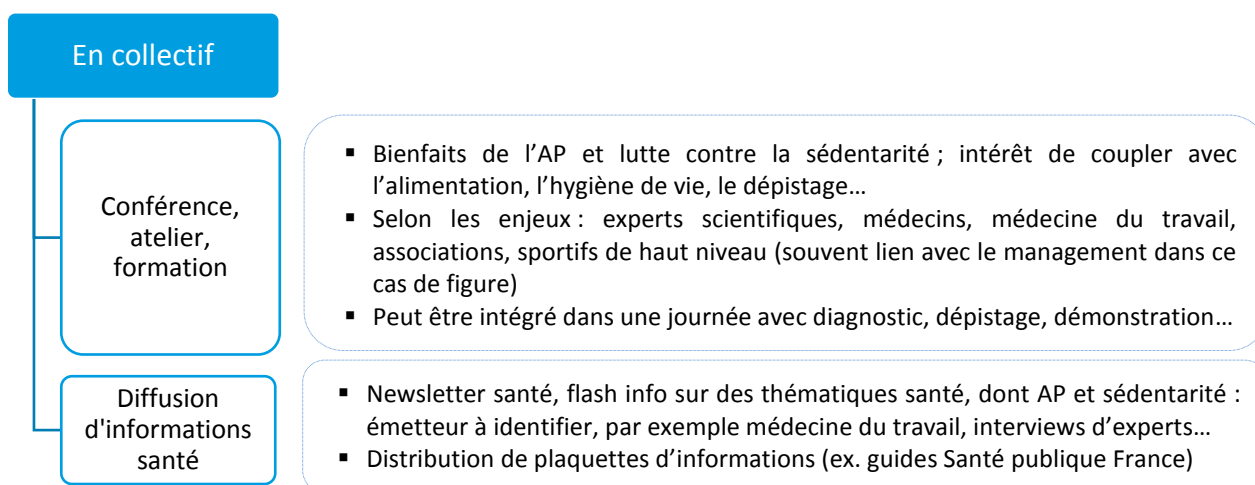 En collectif
Conférence,
atelier,
formation
▪ Bienfaits de l’AP et lutte contre la sédentarité ; intérêt de coupler avec
l’alimentation, l’hygiène de vie, le dépistage…
▪ Selon les enjeux : experts scientifiques, médecins, médecine du travail,
associations, sportifs de haut niveau (souvent lien avec le management dans ce
cas de figure)
▪ Peut être intégré dans une journée avec diagnostic, dépistage, démonstration…
Diffusion
d'informations
santé
▪ Newsletter santé, flash info sur des thématiques santé, dont AP et sédentarité :
émetteur à identifier, par exemple médecine du travail, interviews d’experts…
▪ Distribution de plaquettes d’informations (ex. guides Santé publique France)